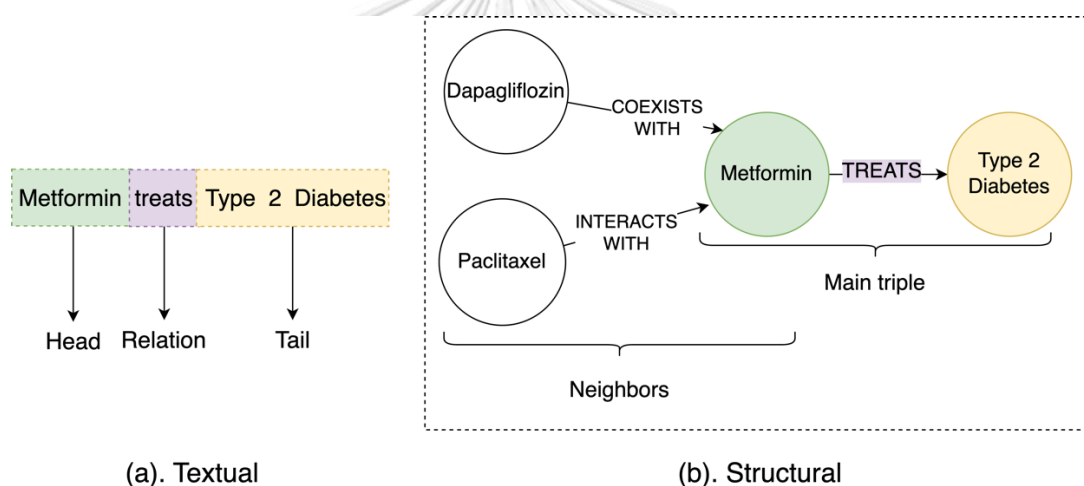 Metformin treats Type 2 Diabetes
Head Relation Tail
(a). Textual
Dapagliflozin
COEXISTS
WITH
Metformin
TREATS
Type 2
Diabetes
INTERACTS
WITH
Paclitaxel
Main triple
Neighbors
(b). Structural